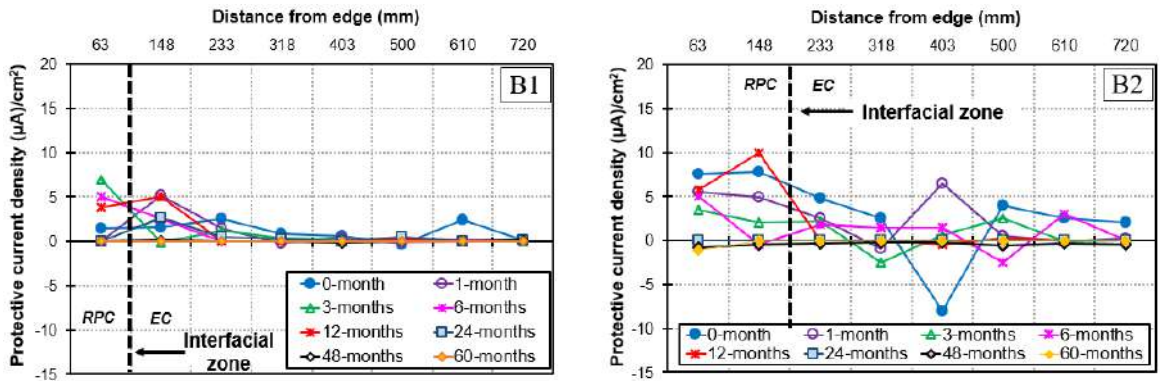 Distance from edge (mm)
63 148 233 318 403 500 610 720
Protective current density (μA)/cm²
20
15
10
5
0
-5
-10
-15
B1
RPC EC
Interfacial
zone
0-month 1-month
3-months 6-months
12-months 24-months
48-months 60-months
Distance from edge (mm)
63 148 233 318 403 500 610 720
Protective current density (μA)/cm²
20
15
10
5
0
-5
-10
-15
RPC EC
B2
Interfacial zone
0-month 1-month 3-months 6-months
12-months 24-months 48-months 60-months